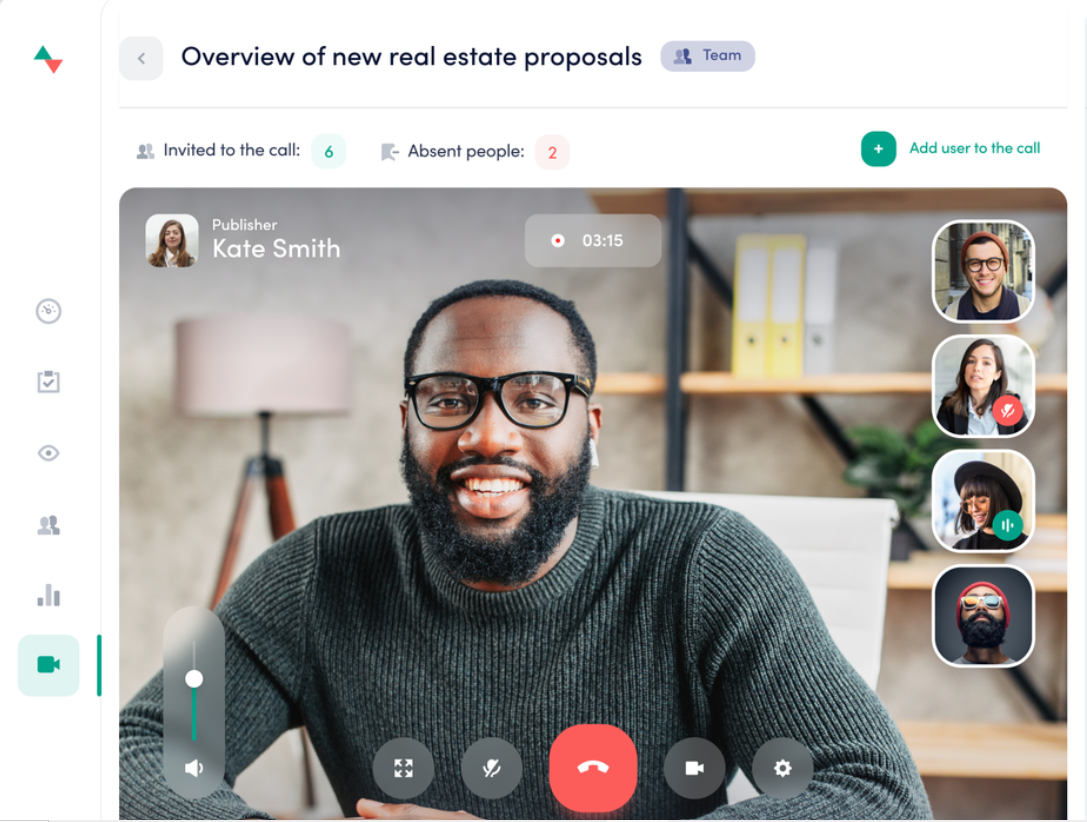 Overview of new real estate proposals
Team
Invited to the call: 6
Absent people: 2
Add user to the call
Publisher
Kate Smith
03:15